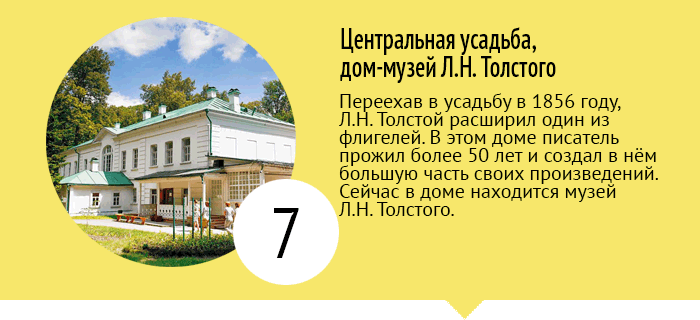 Центральная усадьба,
дом-музей Л.Н. Толстого
Переехав в усадьбу в 1856 году,
Л.Н. Толстой расширил один из
флигелей. В этом доме писатель
прожил более 50 лет и создал в нём
большую часть своих произведений.
Сейчас в доме находится музей
Л.Н. Толстого.
7